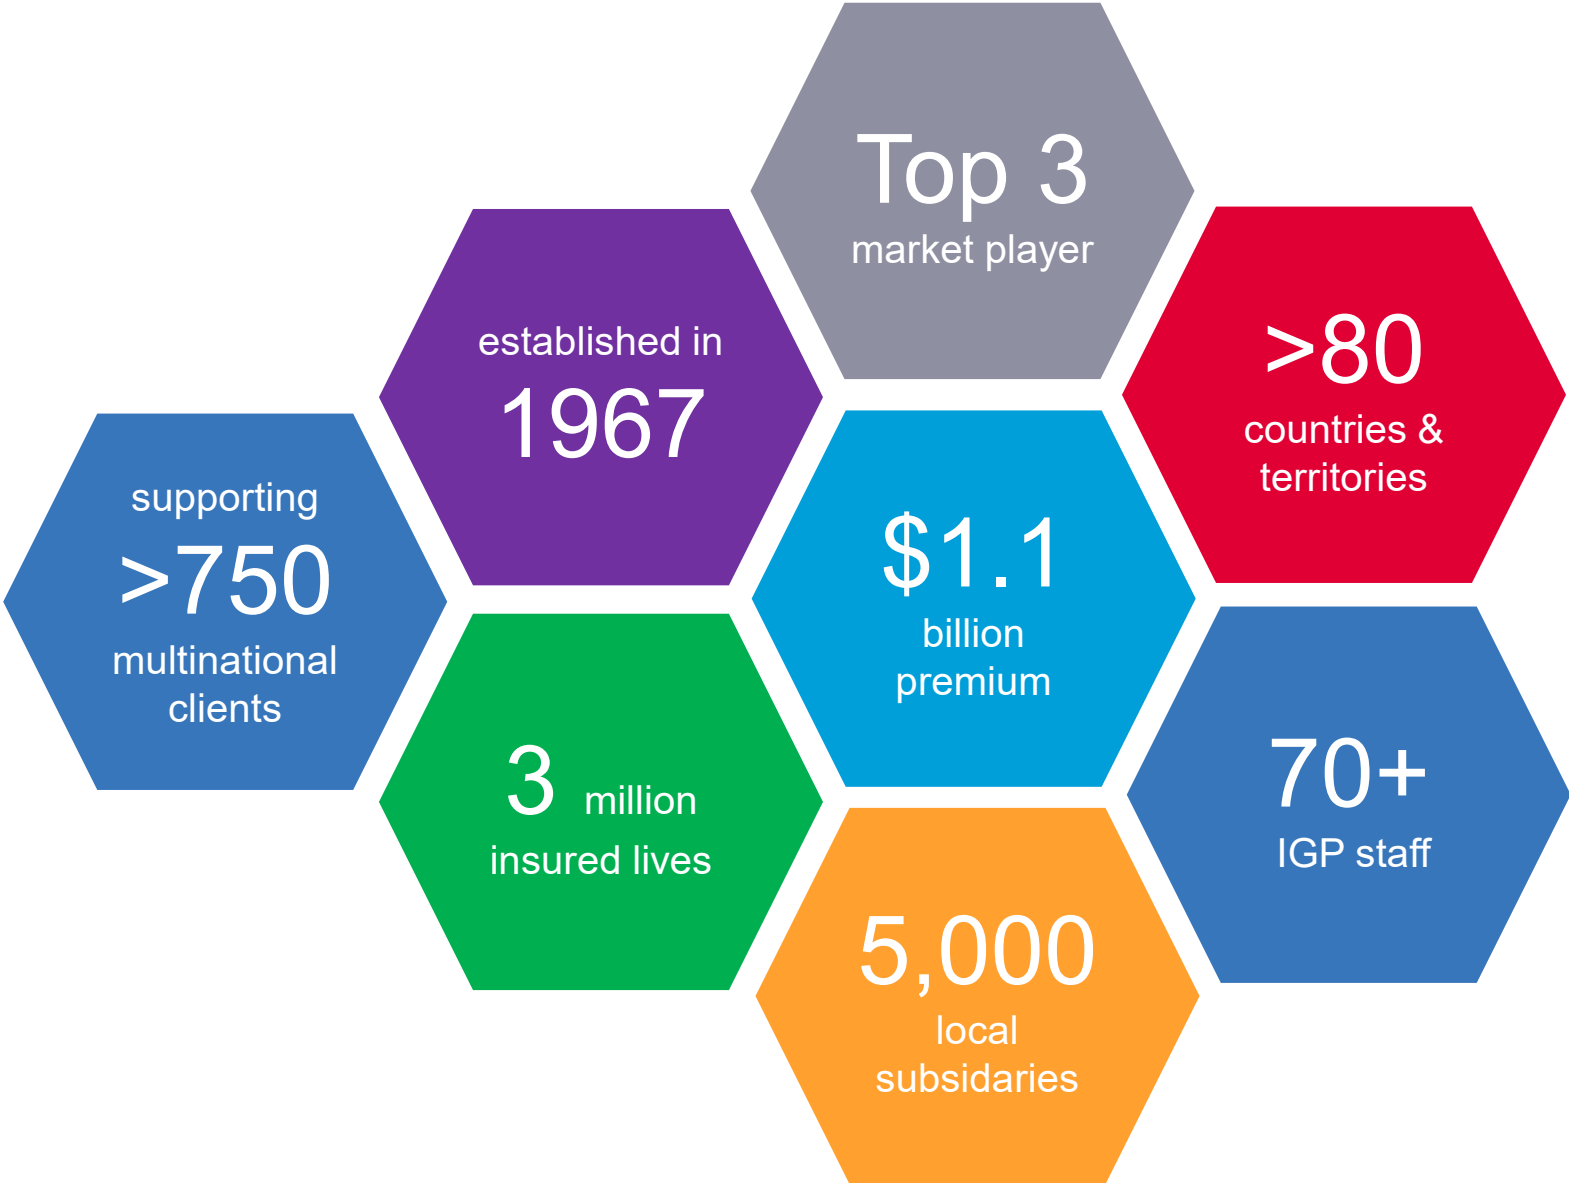 Top 3
market player
established in
1967
>80
countries &
territories
supporting
>750
multinational
clients
$1.1
billion
premium
3 million
insured lives
70+
IGP staff
5,000
local
subsidaries